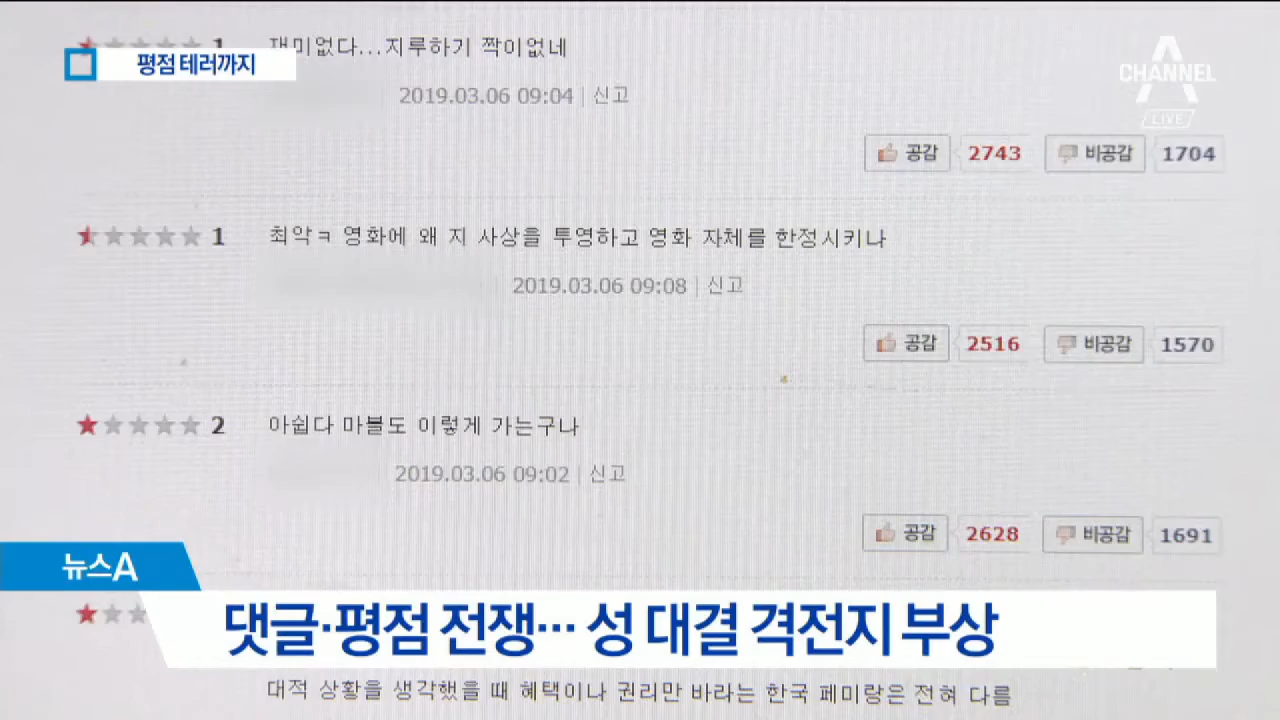 평점 테러까지
CHANNEL A
LIVE
1 재미없다...지루하기 짝이없네
2019.03.06 09:04 | 신고
공감 2743 비공감 1704
1 최악ㅋ 영화에 왜 지 사상을 투영하고 영화 자체를 한정시키나
2019.03.06 09:08 | 신고
공감 2516 비공감 1570
2 아쉽다 마블도 이렇게 가는구나
2019.03.06 09:02 | 신고
공감 2628 비공감 1691
뉴스A
댓글·평점 전쟁… 성 대결 격전지 부상
대적 상황을 생각했을 때 혜택이나 권리만 바라는 한국 페미랑은 전혀 다름